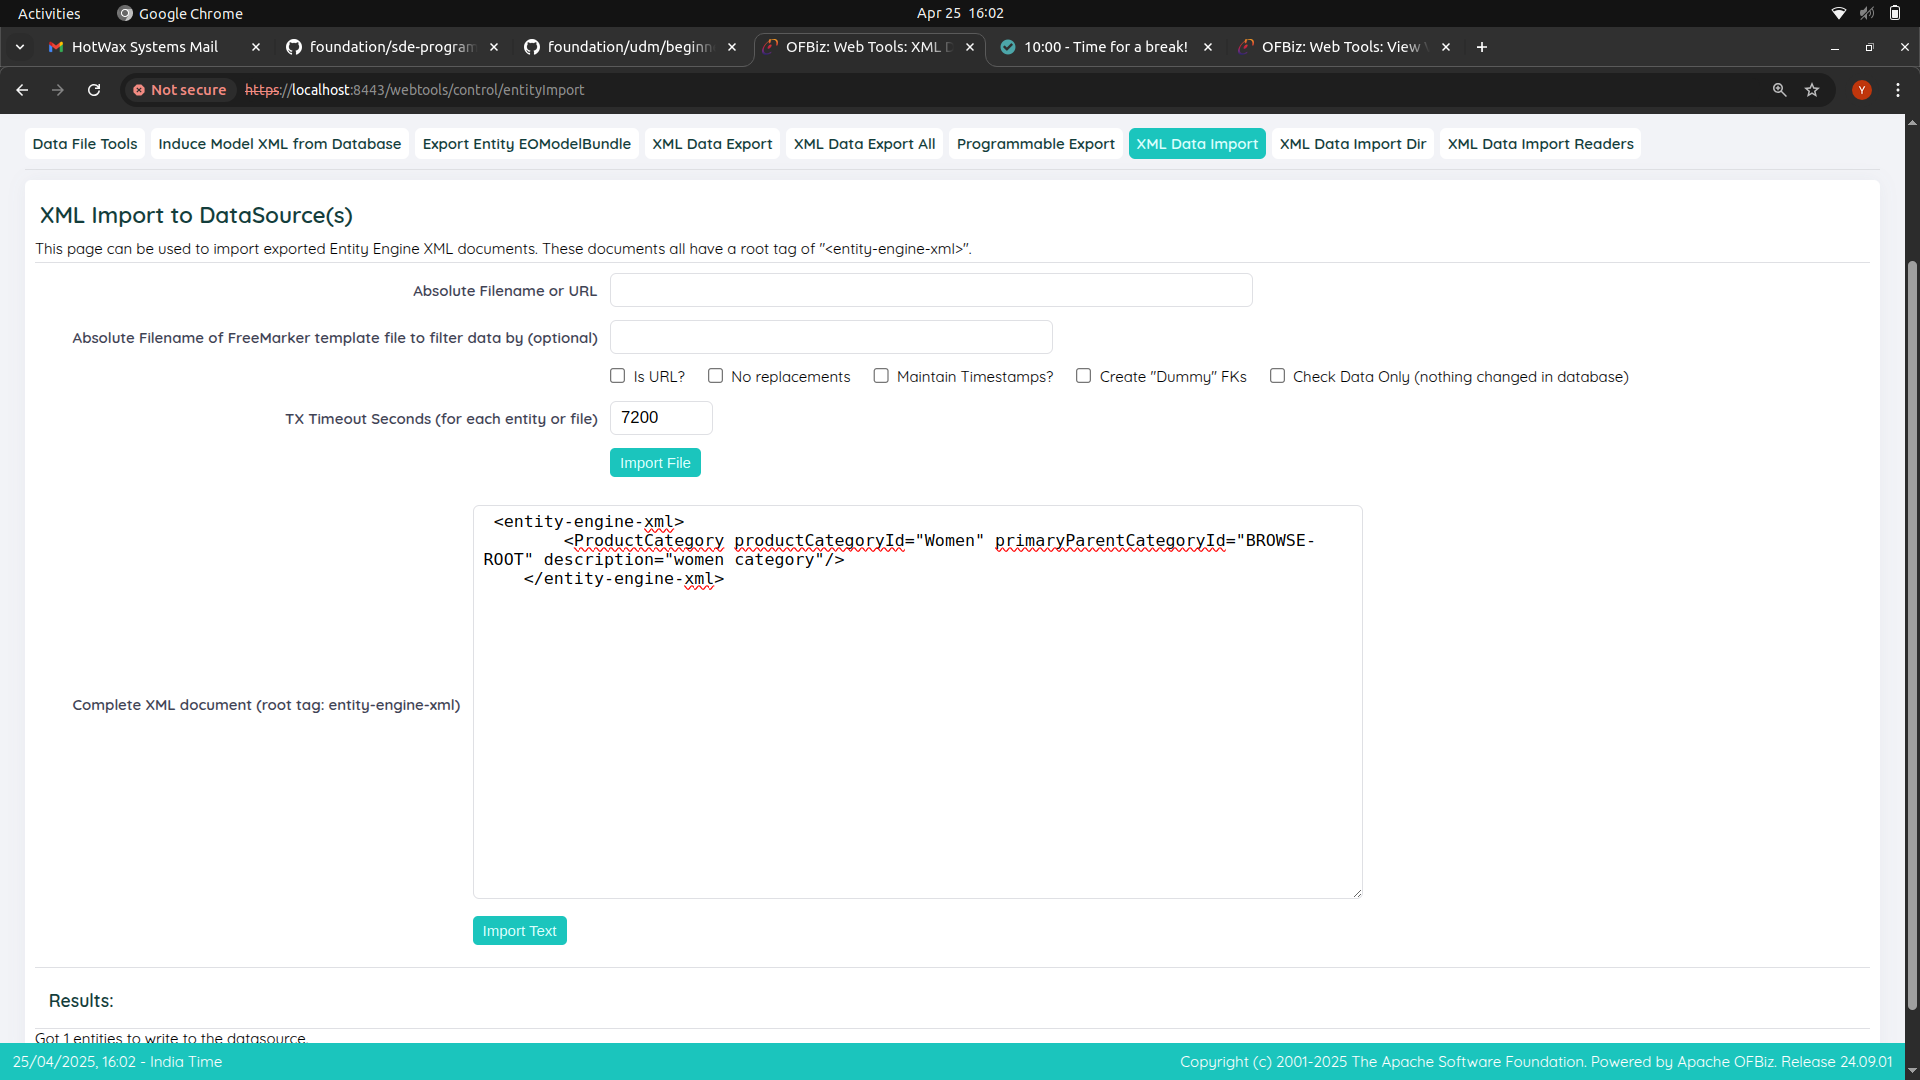 Activities
Google Chrome
Apr 25 16:02
HotWax Systems Mail
foundation/sde-program
foundation/udm/beginn
OFBiz: Web Tools: XML D
10:00 - Time for a break!
OFBiz: Web Tools: View
Not secure
https://localhost:8443/webtools/control/entityImport
Y
Data File Tools
Induce Model XML from Database
Export Entity EOModelBundle
XML Data Export
XML Data Export All
Programmable Export
XML Data Import
XML Data Import Dir
XML Data Import Readers
XML Import to DataSource(s)
This page can be used to import exported Entity Engine XML documents. These documents all have a root tag of "<entity-engine-xml>".
Absolute Filename or URL
Absolute Filename of FreeMarker template file to filter data by (optional)
Is URL?
No replacements
Maintain Timestamps?
Create "Dummy" FKs
Check Data Only (nothing changed in database)
TX Timeout Seconds (for each entity or file)
7200
Import File
<entity-engine-xml>
<ProductCategory productCategoryId="Women" primaryParentCategoryId="BROWSE-
ROOT" description="women category"/>
</entity-engine-xml>
Complete XML document (root tag: entity-engine-xml)
Import Text
Results:
Got 1 entities to write to the datasource.
25/04/2025, 16:02 - India Time
Copyright (c) 2001-2025 The Apache Software Foundation. Powered by Apache OFBiz. Release 24.09.01